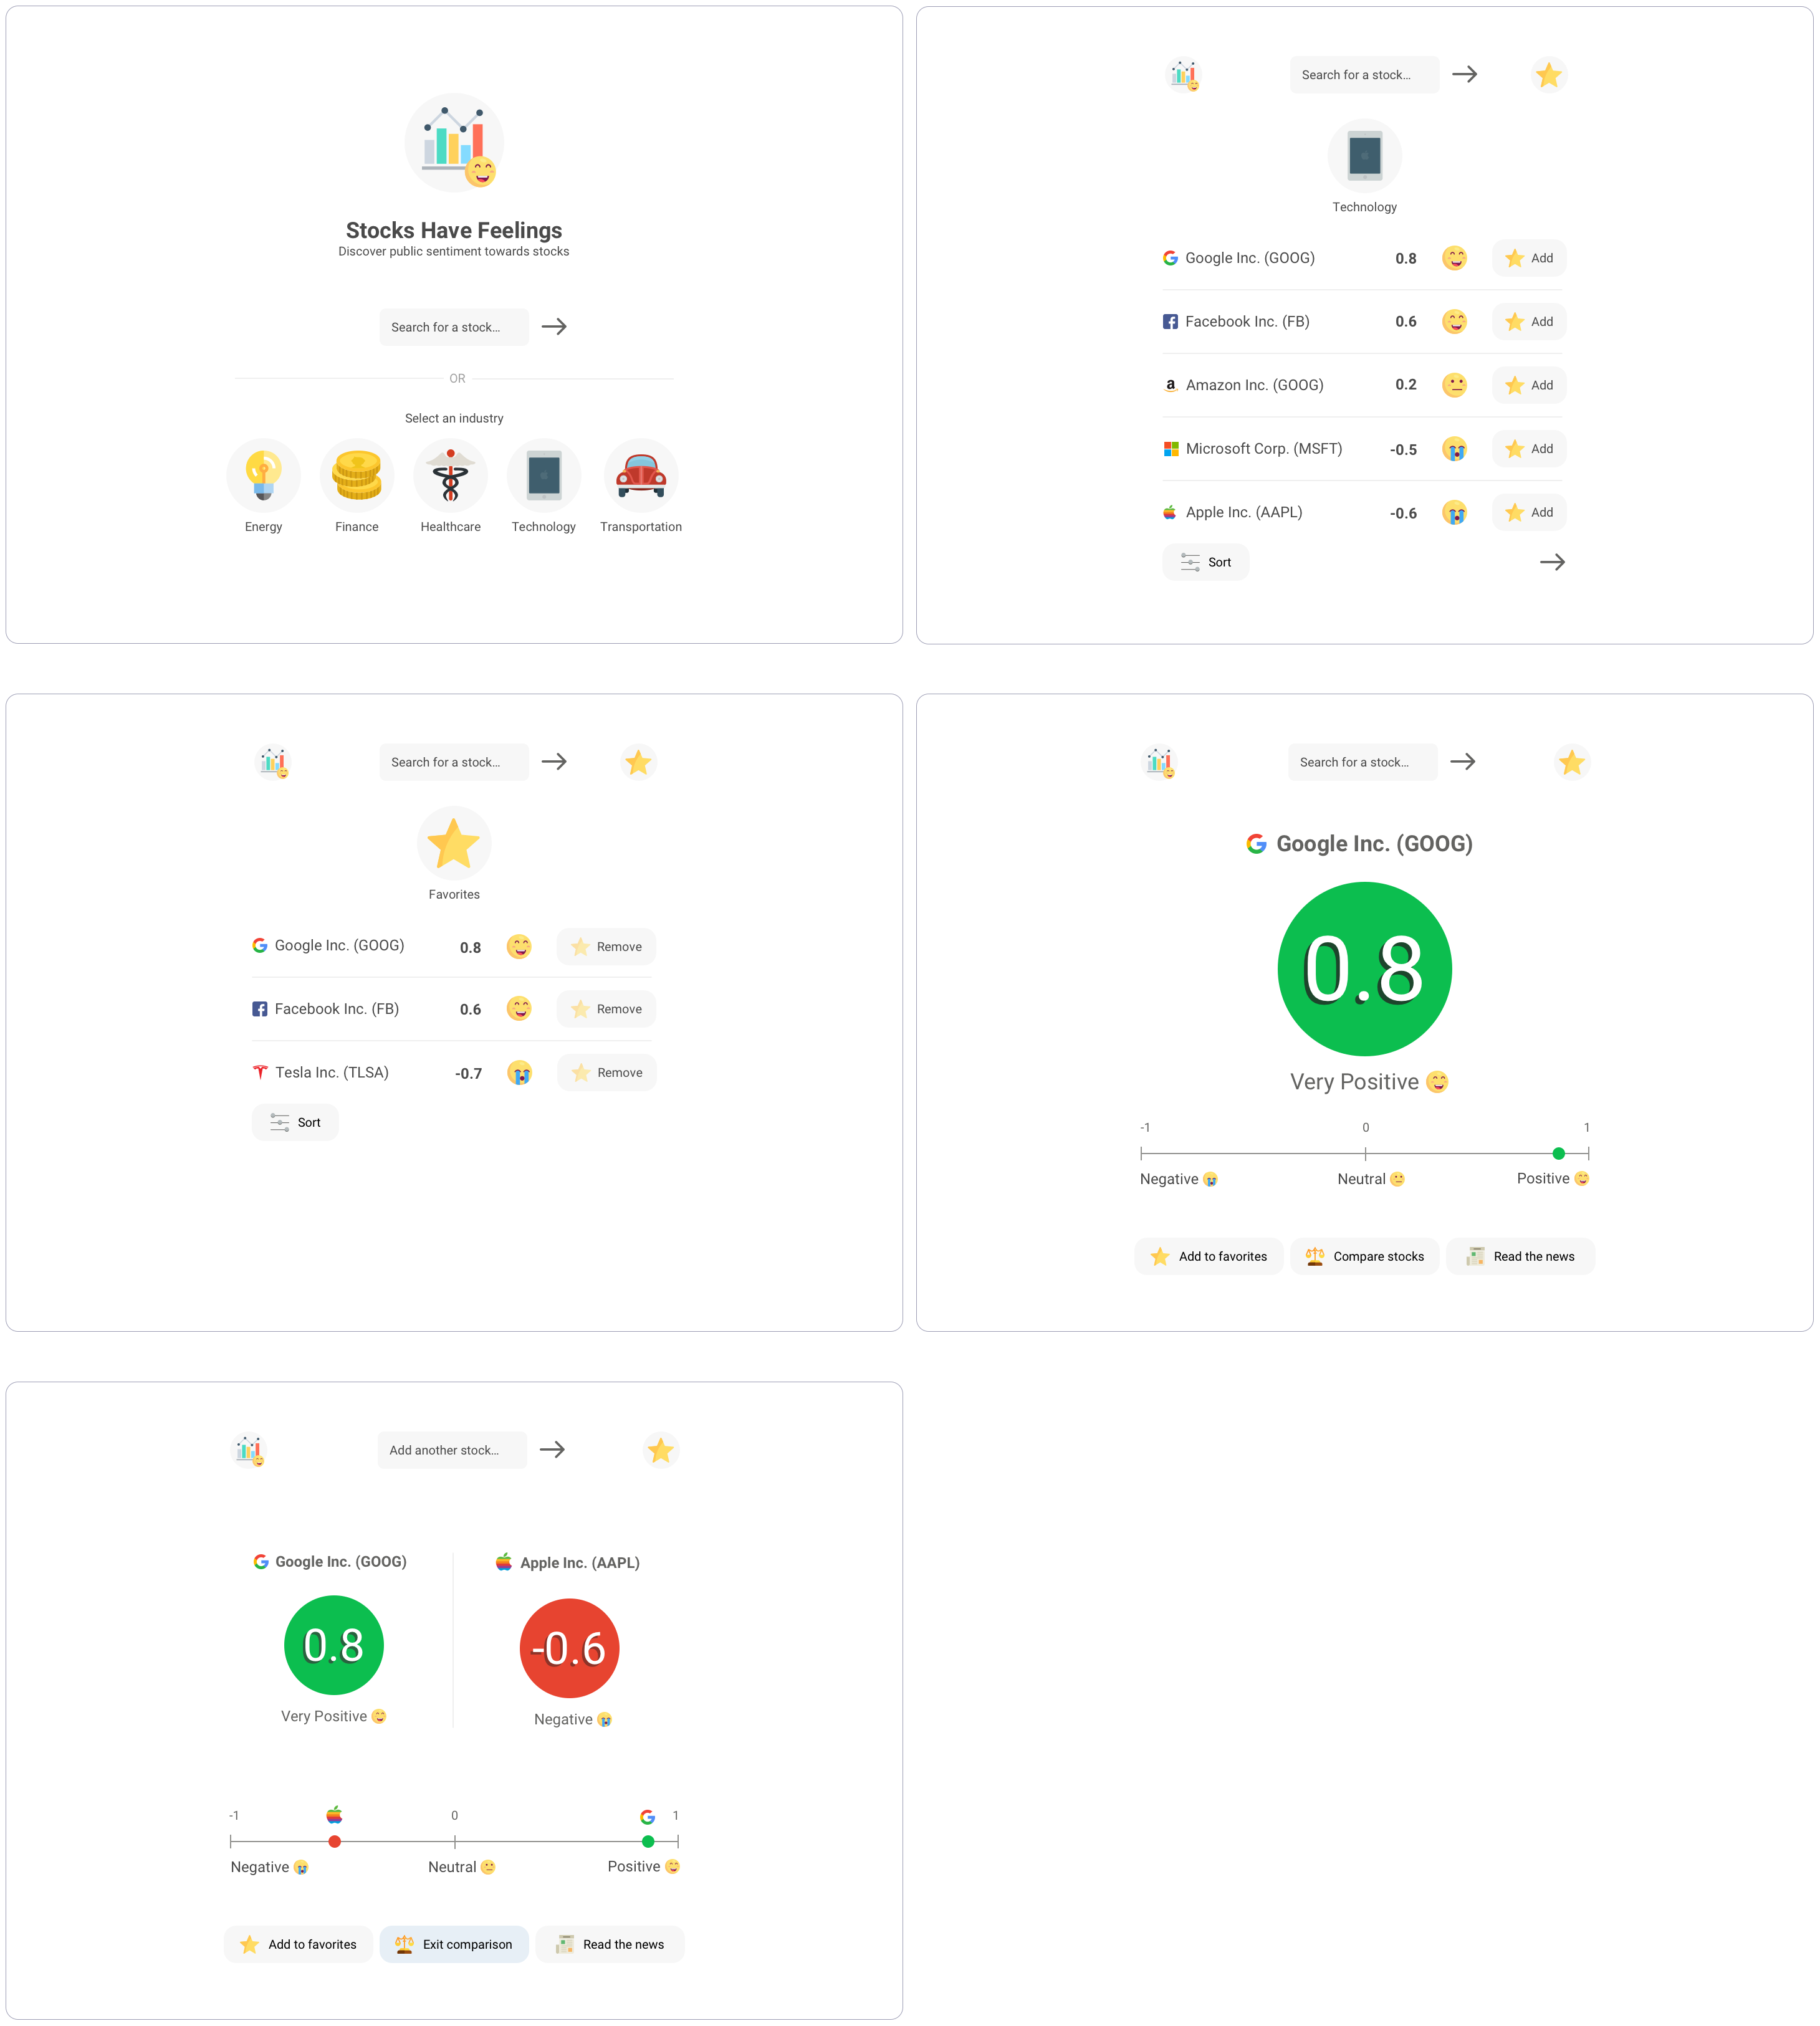 Stocks Have Feelings
Discover public sentiment towards stocks
Search for a stock...
OR
Select an industry
Energy Finance Healthcare Technology Transportation
Search for a stock...
Technology
Google Inc. (GOOG) 0.8 Add
Facebook Inc. (FB) 0.6 Add
a Amazon Inc. (GOOG) 0.2 Add
Microsoft Corp. (MSFT) -0.5 Add
Apple Inc. (AAPL) -0.6 Add
Sort
Search for a stock...
Favorites
Google Inc. (GOOG) 0.8 Remove
Facebook Inc. (FB) 0.6 Remove
Tesla Inc. (TLSA) -0.7 Remove
Sort
Search for a stock...
Google Inc. (GOOG)
0.8
Very Positive
-1 0 1
Negative Neutral Positive
Add to favorites Compare stocks Read the news
Add another stock...
Google Inc. (GOOG) Apple Inc. (AAPL)
0.8 -0.6
Very Positive Negative
-1 0 1
Negative Neutral Positive
Add to favorites Exit comparison Read the news